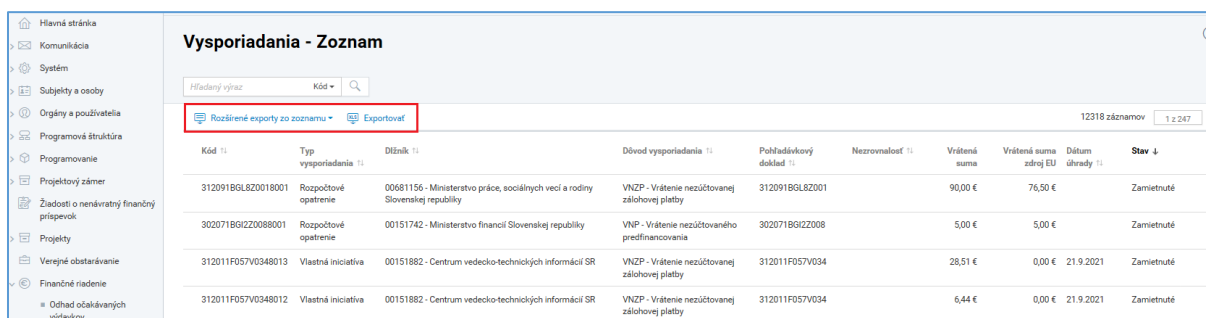 Hlavná stránka
Komunikácia
Systém
Subjekty a osoby
Orgány a používatelia
Programová štruktúra
Programovanie
Projektový zámer
Žiadosti o nenávratný finančný
príspevok
Projekty
Verejné obstarávanie
Finančné riadenie
Odhad očakávaných
výdavkov
Vysporiadania - Zoznam
Hľadaný výraz Kód
Rozšírené exporty zo zoznamu XLS Exportovať
12318 záznamov 1 z 247
Kód Typ vysporiadania Dlžník Dôvod vysporiadania Pohľadávkový doklad Nezrovnalosť Vrátená suma Vrátená suma zdroj EU Dátum úhrady Stav
312091BGL8Z0018001 Rozpočtové opatrenie 00681156 - Ministerstvo práce, sociálnych vecí a rodiny Slovenskej republiky VNZP - Vrátenie nezúčtovanej zálohovej platby 312091BGL8Z001 90,00 € 76,50 € Zamietnuté
302071BGI2Z0088001 Rozpočtové opatrenie 00151742 - Ministerstvo financií Slovenskej republiky VNP - Vrátenie nezúčtovaného predfinancovania 302071BGI2Z008 5,00 € 5,00 € Zamietnuté
312011F057V0348013 Vlastná iniciatíva 00151882 - Centrum vedecko-technických informácií SR VNZP - Vrátenie nezúčtovanej zálohovej platby 312011F057V034 28,51 € 0,00 € 21.9.2021 Zamietnuté
312011F057V0348012 Vlastná iniciatíva 00151882 - Centrum vedecko-technických informácií SR VNZP - Vrátenie nezúčtovanej zálohovej platby 312011F057V034 6,44 € 0,00 € 21.9.2021 Zamietnuté